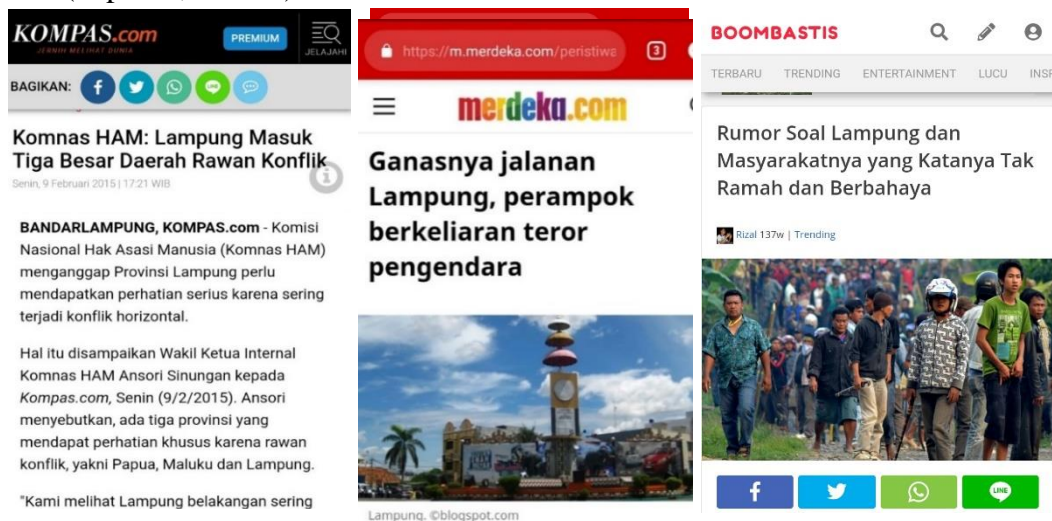 KOMPAS.com
JERNIH MELIHAT DUNIA
PREMIUM
JELAJAHI
BAGIKAN:
Komnas HAM: Lampung Masuk
Tiga Besar Daerah Rawan Konflik
Senin, 9 Februari 2015 | 17:21 WIB
BANDARLAMPUNG, KOMPAS.com - Komisi
Nasional Hak Asasi Manusia (Komnas HAM)
menganggap Provinsi Lampung perlu
mendapatkan perhatian serius karena sering
terjadi konflik horizontal.
Hal itu disampaikan Wakil Ketua Internal
Komnas HAM Ansori Sinungan kepada
Kompas.com, Senin (9/2/2015). Ansori
menyebutkan, ada tiga provinsi yang
mendapat perhatian khusus karena rawan
konflik, yakni Papua, Maluku dan Lampung.
"Kami melihat Lampung belakangan sering
https://m.merdeka.com/peristiwa
3
merdeka.com
Ganasnya jalanan
Lampung, perampok
berkeliaran teror
pengendara
Lampung. ©blogspot.com
BOOMBASTIS
TERBARU TRENDING ENTERTAINMENT LUCU INSP
Rumor Soal Lampung dan
Masyarakatnya yang Katanya Tak
Ramah dan Berbahaya
Rizal 137w | Trending
LINE